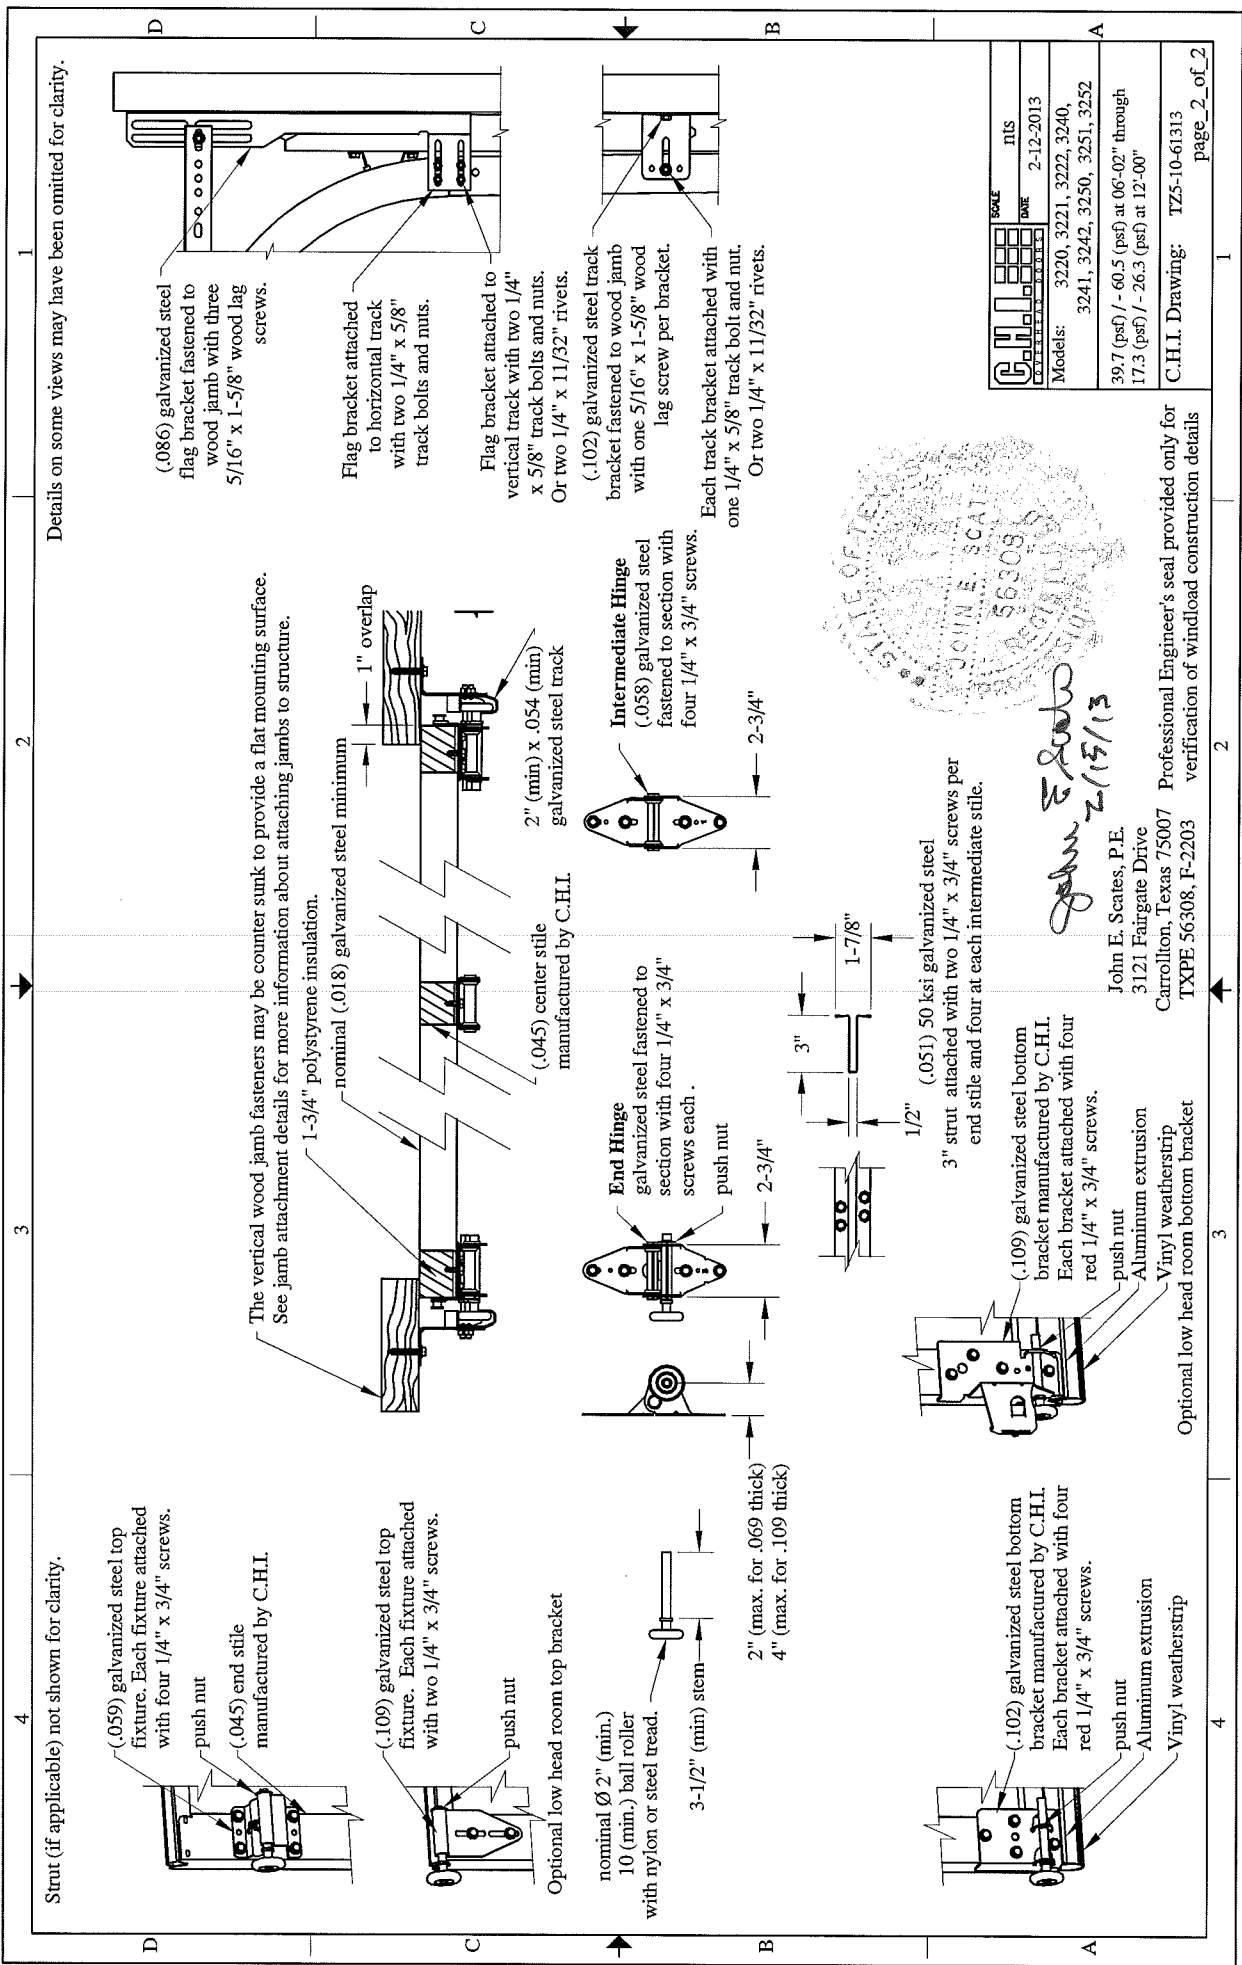 Strut (if applicable) not shown for clarity.
Details on some views may have been omitted for clarity.
4
3
2
1
D
C
B
A
(.059) galvanized steel top
fixture. Each fixture attached
with four 1/4" x 3/4" screws.
push nut
(.045) end stile
manufactured by C.H.I.
(.109) galvanized steel top
fixture. Each fixture attached
with two 1/4" x 3/4" screws.
push nut
Optional low head room top bracket
nominal Ø 2" (min.)
10 (min.) ball roller
with nylon or steel tread.
3-1/2" (min) stem
2" (max. for .069 thick)
4" (max. for .109 thick)
(.102) galvanized steel bottom
bracket manufactured by C.H.I.
Each bracket attached with four
red 1/4" x 3/4" screws.
push nut
Aluminum extrusion
Vinyl weatherstrip
The vertical wood jamb fasteners may be counter sunk to provide a flat mounting surface.
See jamb attachment details for more information about attaching jambs to structure.
1-3/4" polystyrene insulation.
nominal (.018) galvanized steel minimum
1" overlap
(.045) center stile
manufactured by C.H.I.
2" (min) x .054 (min)
galvanized steel track
End Hinge
galvanized steel fastened to
section with four 1/4" x 3/4"
screws each .
push nut
2-3/4"
Intermediate Hinge
(.058) galvanized steel
fastened to section with
four 1/4" x 3/4" screws.
2-3/4"
3"
1-7/8"
1/2"
(.051) 50 ksi galvanized steel
3" strut attached with two 1/4" x 3/4" screws per
end stile and four at each intermediate stile.
(.109) galvanized steel bottom
bracket manufactured by C.H.I.
Each bracket attached with four
red 1/4" x 3/4" screws.
push nut
Aluminum extrusion
Vinyl weatherstrip
Optional low head room bottom bracket
(.086) galvanized steel
flag bracket fastened to
wood jamb with three
5/16" x 1-5/8" wood lag
screws.
Flag bracket attached
to horizontal track
with two 1/4" x 5/8"
track bolts and nuts.
Flag bracket attached to
vertical track with two 1/4"
x 5/8" track bolts and nuts.
Or two 1/4" x 11/32" rivets.
(.102) galvanized steel track
bracket fastened to wood jamb
with one 5/16" x 1-5/8" wood
lag screw per bracket.
Each track bracket attached with
one 1/4" x 5/8" track bolt and nut.
Or two 1/4" x 11/32" rivets.
STATE OF TEXAS
JOHN E. SCATES
56308
John E Scates
2/15/13
John E. Scates, P.E.
3121 Fairgate Drive
Carrollton, Texas 75007
TXPE 56308, F-2203
Professional Engineer's seal provided only for
verification of windload construction details
C.H.I.
OVERHEAD DOORS
SCALE
nts
DATE
2-12-2013
Models: 3220, 3221, 3222, 3240,
3241, 3242, 3250, 3251, 3252
39.7 (psf) / - 60.5 (psf) at 06'-02" through
17.3 (psf) / - 26.3 (psf) at 12'-00"
C.H.I. Drawing: TZ5-10-61313
page_2_of_2
D
C
B
A
4
3
2
1